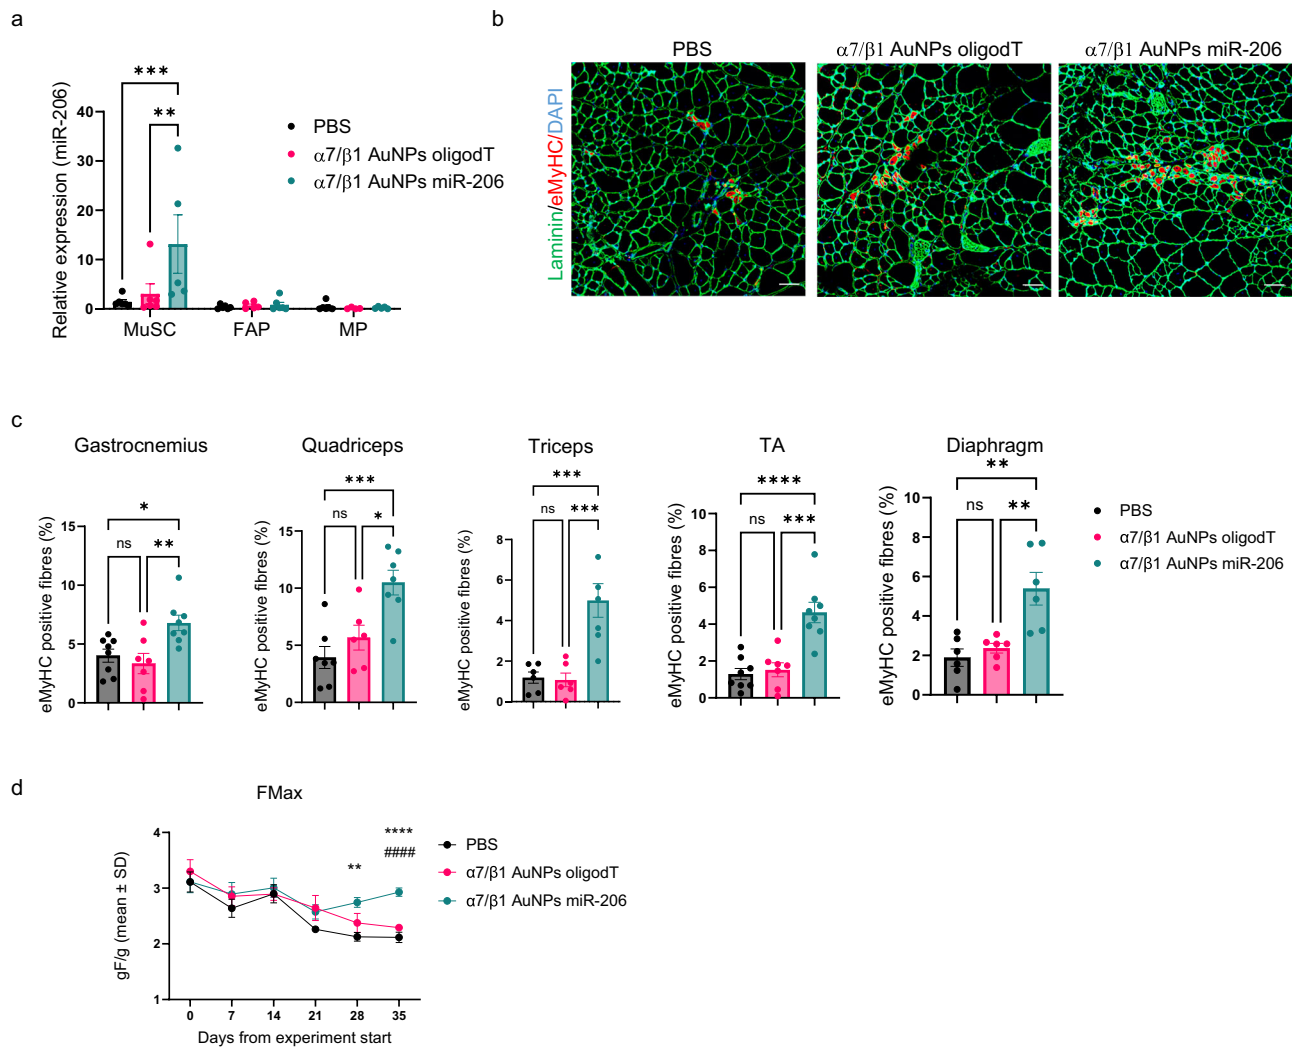 a
***
**
40
30
20
10
0
Relative expression (miR-206)
MuSC
FAP
MP
PBS
α7/β1 AuNPs oligodT
α7/β1 AuNPs miR-206
b
PBS
α7/β1 AuNPs oligodT
α7/β1 AuNPs miR-206
Laminin/eMyHC/DAPI
c
Gastrocnemius
*
ns
**
15
10
5
0
eMyHC positive fibres (%)
Quadriceps
***
ns
*
15
10
5
0
eMyHC positive fibres (%)
Triceps
***
ns
***
8
6
4
2
0
eMyHC positive fibres (%)
TA
****
ns
***
10
8
6
4
2
0
eMyHC positive fibres (%)
Diaphragm
**
ns
**
10
8
6
4
2
0
eMyHC positive fibres (%)
PBS
α7/β1 AuNPs oligodT
α7/β1 AuNPs miR-206
d
FMax
4
3
2
1
gF/g (mean ± SD)
**
****
####
0
7
14
21
28
35
Days from experiment start
PBS
α7/β1 AuNPs oligodT
α7/β1 AuNPs miR-206